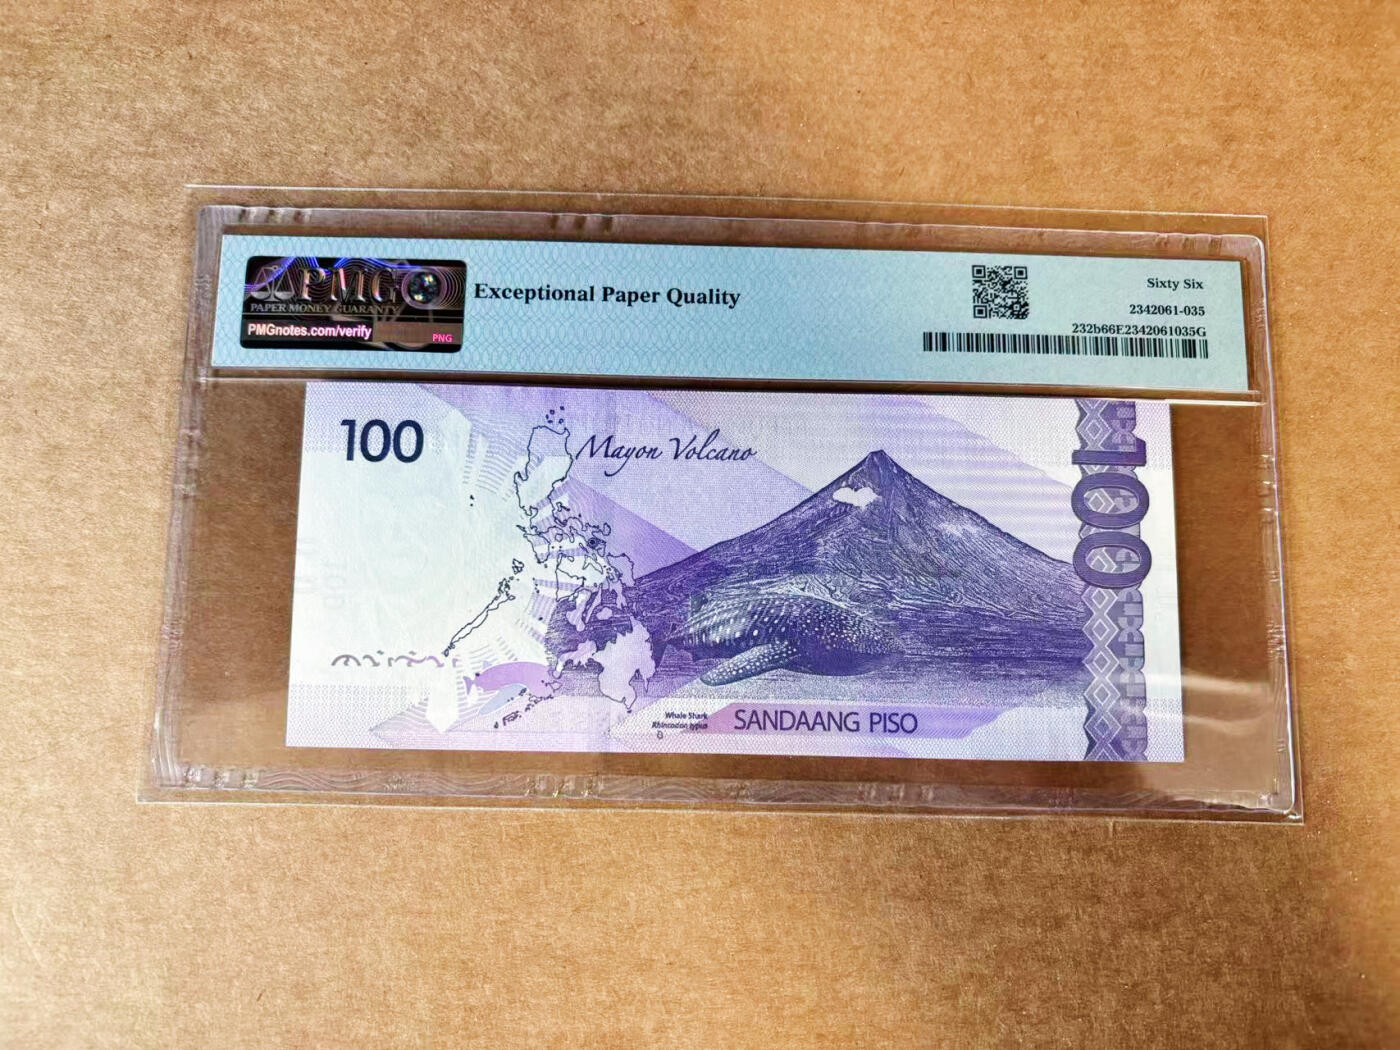 PMG
PAPER MONEY GUARANTY
PMGnotes.com/verify
PNG
Exceptional Paper Quality
Sixty Six
2342061-035
232b66E2342061035G
100
Mayon Volcano
100
Whale Shark
Rhincodon typus
SANDAANG PISO